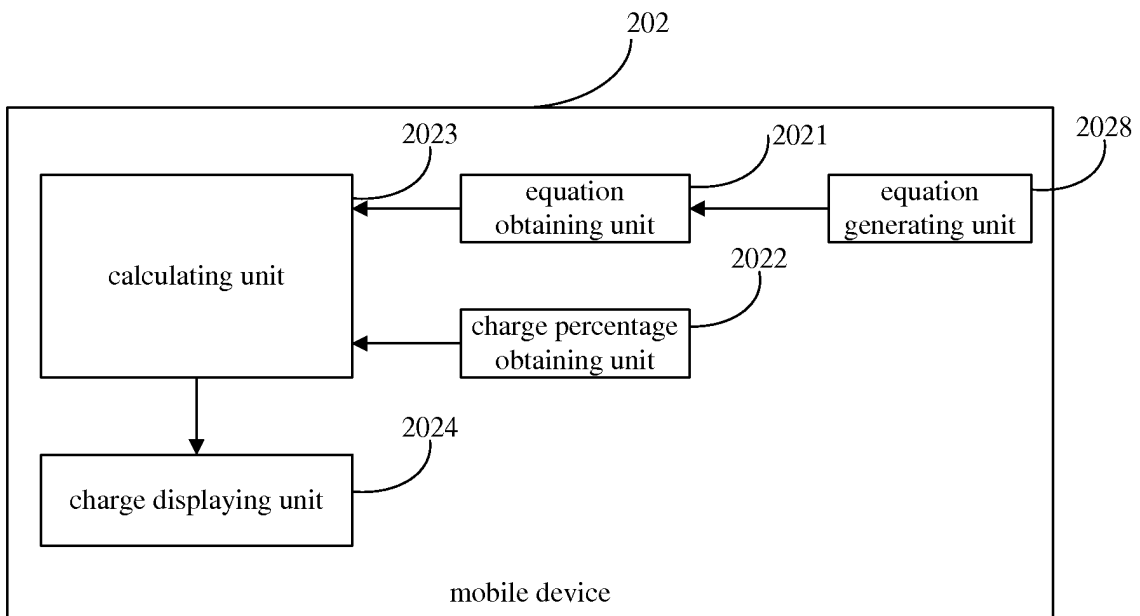 202
2023
2021
2028
equation
obtaining unit
equation
generating unit
calculating unit
2022
charge percentage
obtaining unit
2024
charge displaying unit
mobile device